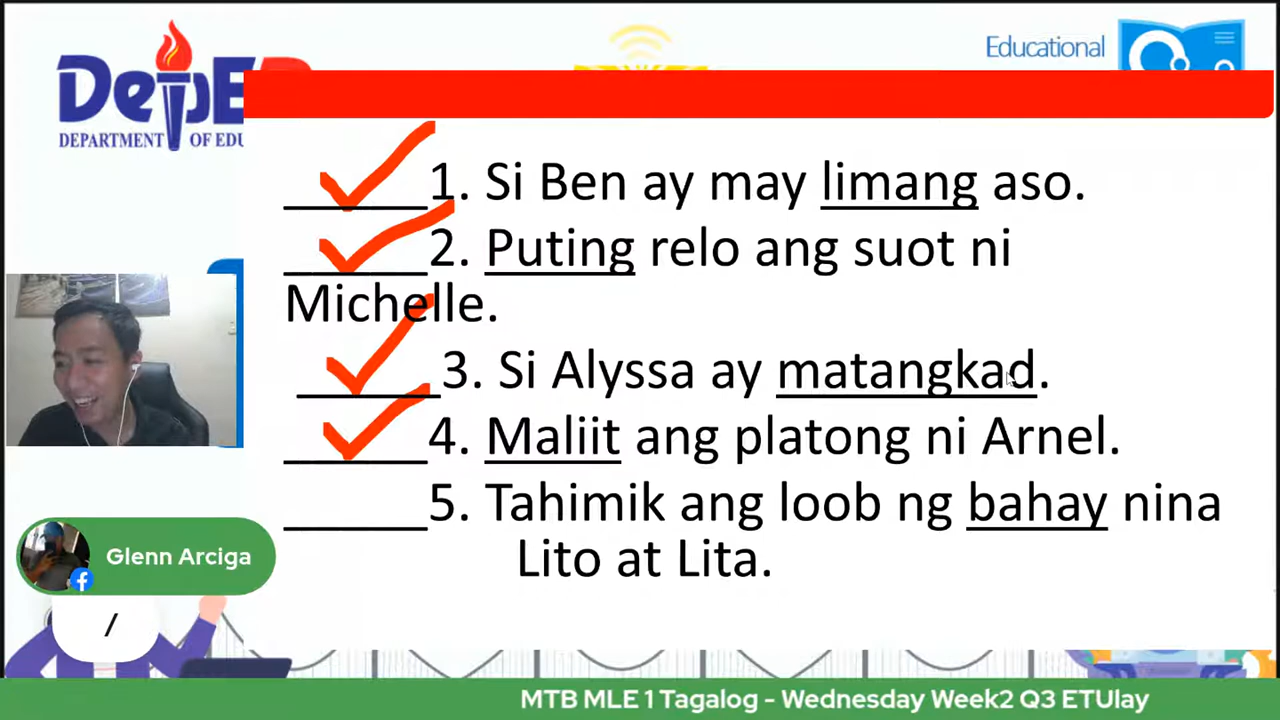 Educational
DepED
DEPARTMENT OF EDU
______1. Si Ben ay may limang aso.
______2. Puting relo ang suot ni
Michelle.
______3. Si Alyssa ay matangkad.
______4. Maliit ang platong ni Arnel.
______5. Tahimik ang loob ng bahay nina
Lito at Lita.
Glenn Arciga
/
MTB MLE 1 Tagalog - Wednesday Week2 Q3 ETUlay